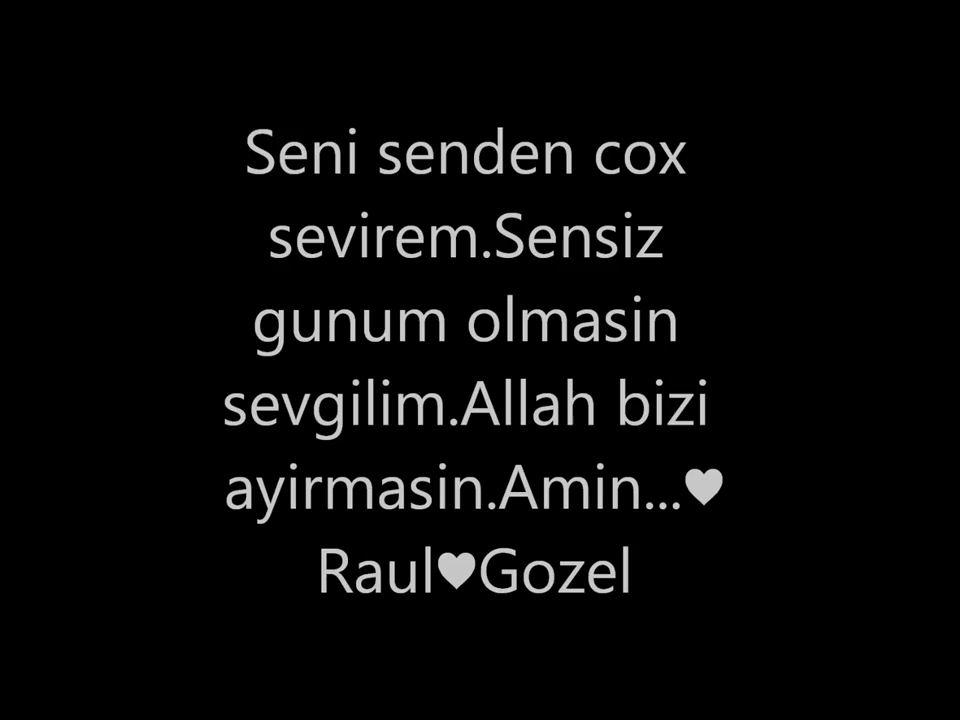 Seni senden cox
sevirem.Sensiz
gunum olmasin
sevgilim.Allah bizi
ayirmasin.Amin...♥
Raul♥Gozel